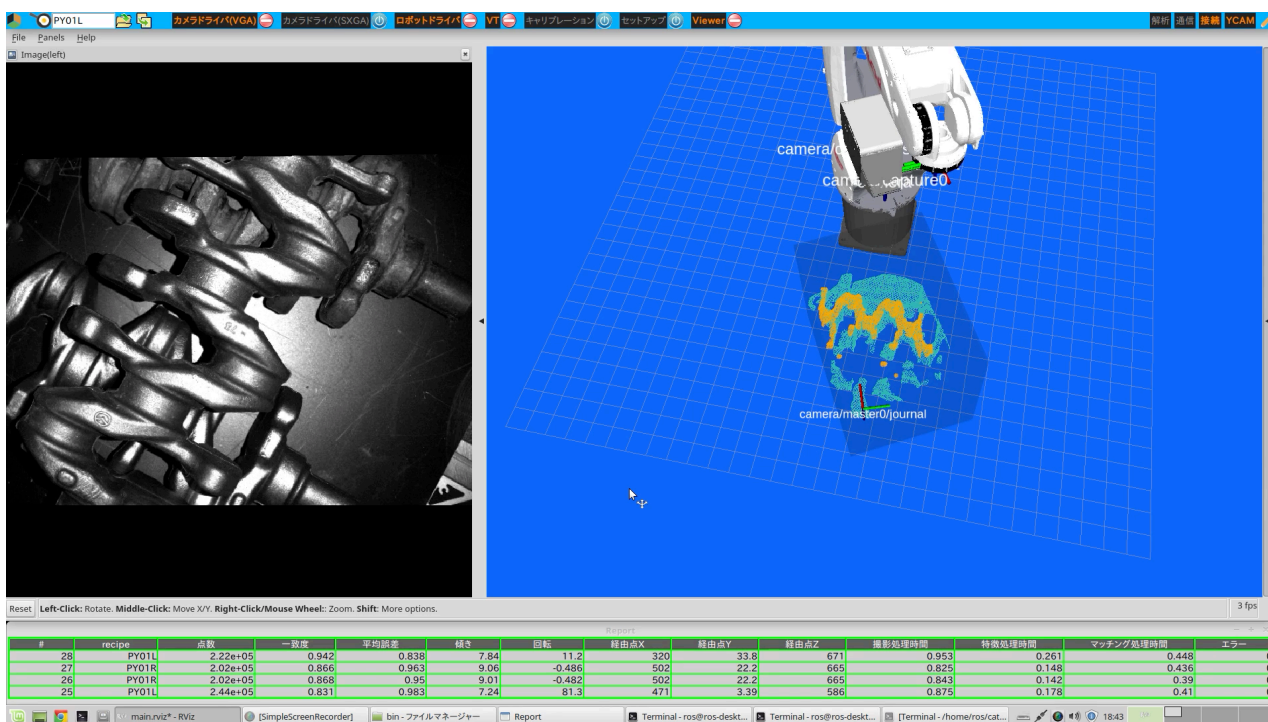 PY01L カメラドライバ(VGA) カメラドライバ(SXGA) ロボットドライバ VT キャリブレーション セットアップ Viewer 解析 通信 接続 YCAM
File Panels Help
Image(left)
camera/master0/journal
Reset Left-Click: Rotate. Middle-Click: Move X/Y. Right-Click/Mouse Wheel:: Zoom. Shift: More options. 3 fps
Report
# recipe 点数 一致度 平均誤差 傾き 回転 経由点X 経由点Y 経由点Z 撮影処理時間 特徴処理時間 マッチング処理時間 エラー
28 PY01L 2.22e+05 0.942 0.838 7.84 11.2 320 33.8 671 0.953 0.261 0.448
27 PY01R 2.02e+05 0.866 0.963 9.06 -0.486 502 22.2 665 0.825 0.148 0.436
26 PY01R 2.02e+05 0.868 0.95 9.01 -0.482 502 22.2 665 0.843 0.142 0.39
25 PY01L 2.44e+05 0.831 0.983 7.24 81.3 471 3.39 586 0.875 0.178 0.41
main.rviz* - RViz [SimpleScreenRecorder] bin - ファイルマネージャー Report Terminal - ros@ros-deskt... Terminal - ros@ros-deskt... [Terminal - /home/ros/cat... 18:43